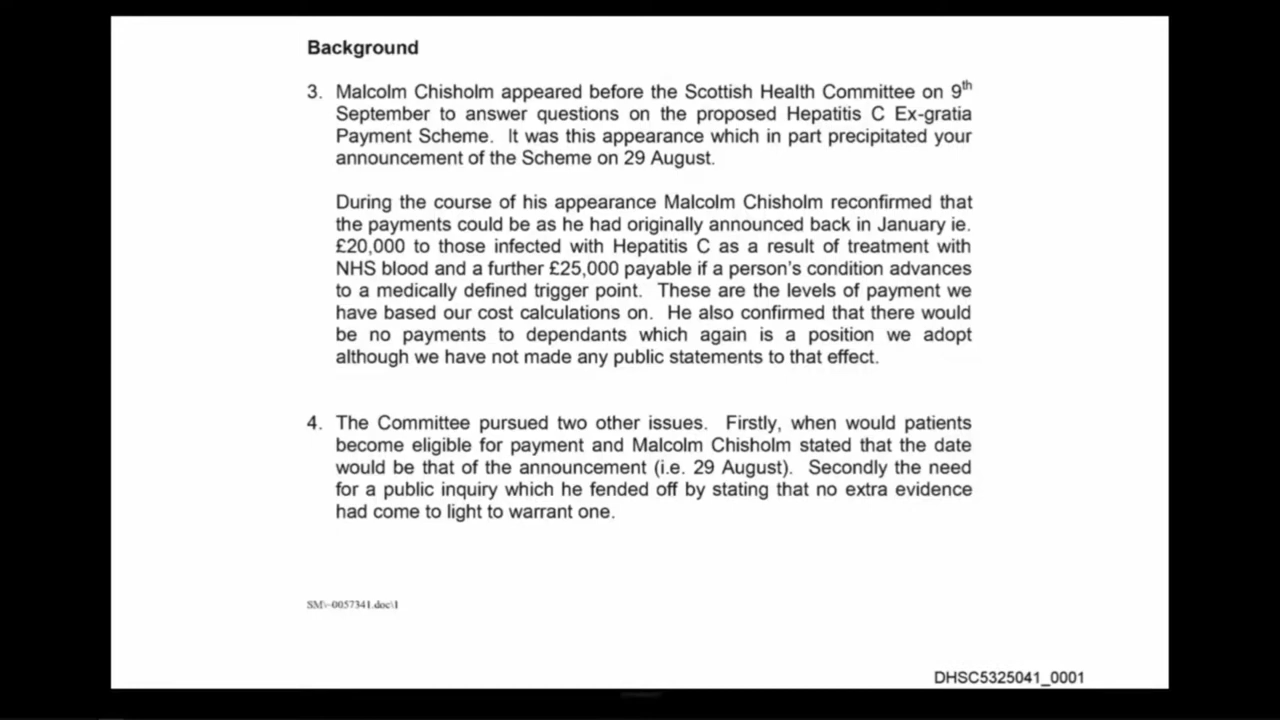 Background
3. Malcolm Chisholm appeared before the Scottish Health Committee on 9th
September to answer questions on the proposed Hepatitis C Ex-gratia
Payment Scheme. It was this appearance which in part precipitated your
announcement of the Scheme on 29 August.
During the course of his appearance Malcolm Chisholm reconfirmed that
the payments could be as he had originally announced back in January ie.
£20,000 to those infected with Hepatitis C as a result of treatment with
NHS blood and a further £25,000 payable if a person's condition advances
to a medically defined trigger point. These are the levels of payment we
have based our cost calculations on. He also confirmed that there would
be no payments to dependants which again is a position we adopt
although we have not made any public statements to that effect.
4. The Committee pursued two other issues. Firstly, when would patients
become eligible for payment and Malcolm Chisholm stated that the date
would be that of the announcement (i.e. 29 August). Secondly the need
for a public inquiry which he fended off by stating that no extra evidence
had come to light to warrant one.
SM\-0057341.doc\1
DHSC5325041_0001